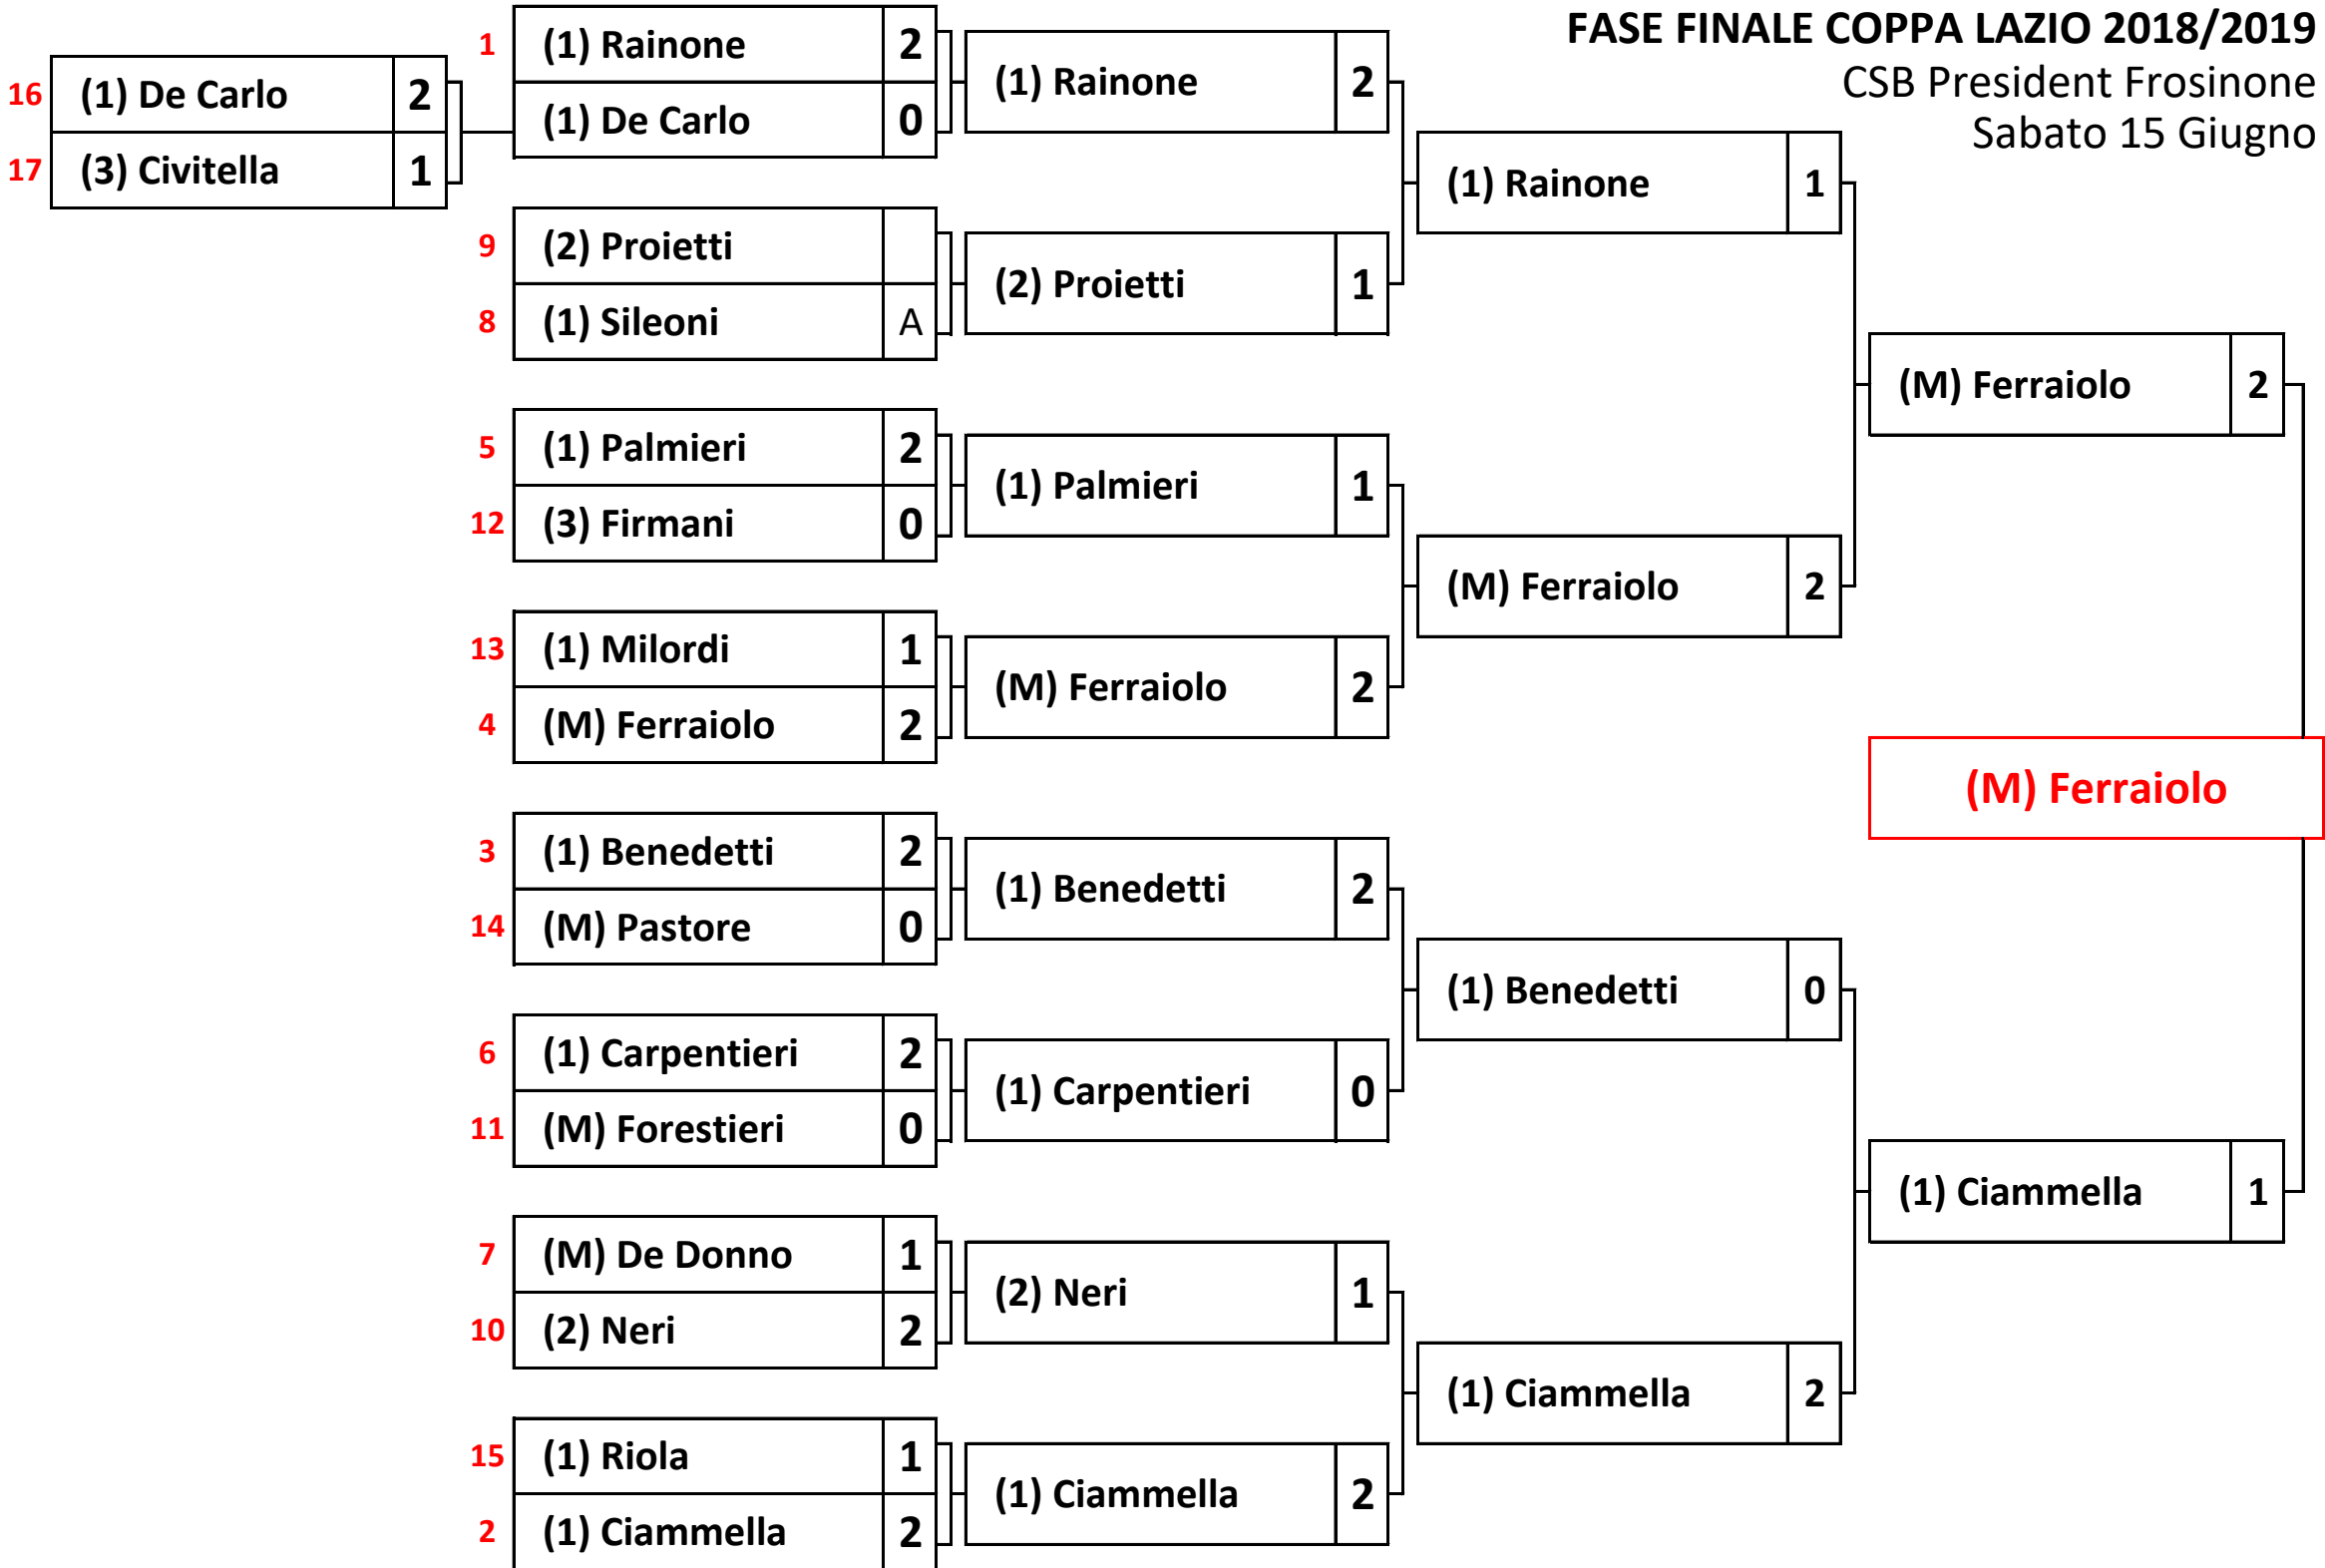 FASE FINALE COPPA LAZIO 2018/2019
CSB President Frosinone
Sabato 15 Giugno
16 (1) De Carlo 2
17 (3) Civitella 1
1 (1) Rainone 2
(1) De Carlo 0
9 (2) Proietti
8 (1) Sileoni A
5 (1) Palmieri 2
12 (3) Firmani 0
13 (1) Milordi 1
4 (M) Ferraiolo 2
3 (1) Benedetti 2
14 (M) Pastore 0
6 (1) Carpentieri 2
11 (M) Forestieri 0
7 (M) De Donno 1
10 (2) Neri 2
15 (1) Riola 1
2 (1) Ciammella 2
(1) Rainone 2
(2) Proietti 1
(1) Palmieri 1
(M) Ferraiolo 2
(1) Benedetti 2
(1) Carpentieri 0
(2) Neri 1
(1) Ciammella 2
(1) Rainone 1
(M) Ferraiolo 2
(1) Benedetti 0
(1) Ciammella 2
(M) Ferraiolo 2
(1) Ciammella 1
(M) Ferraiolo